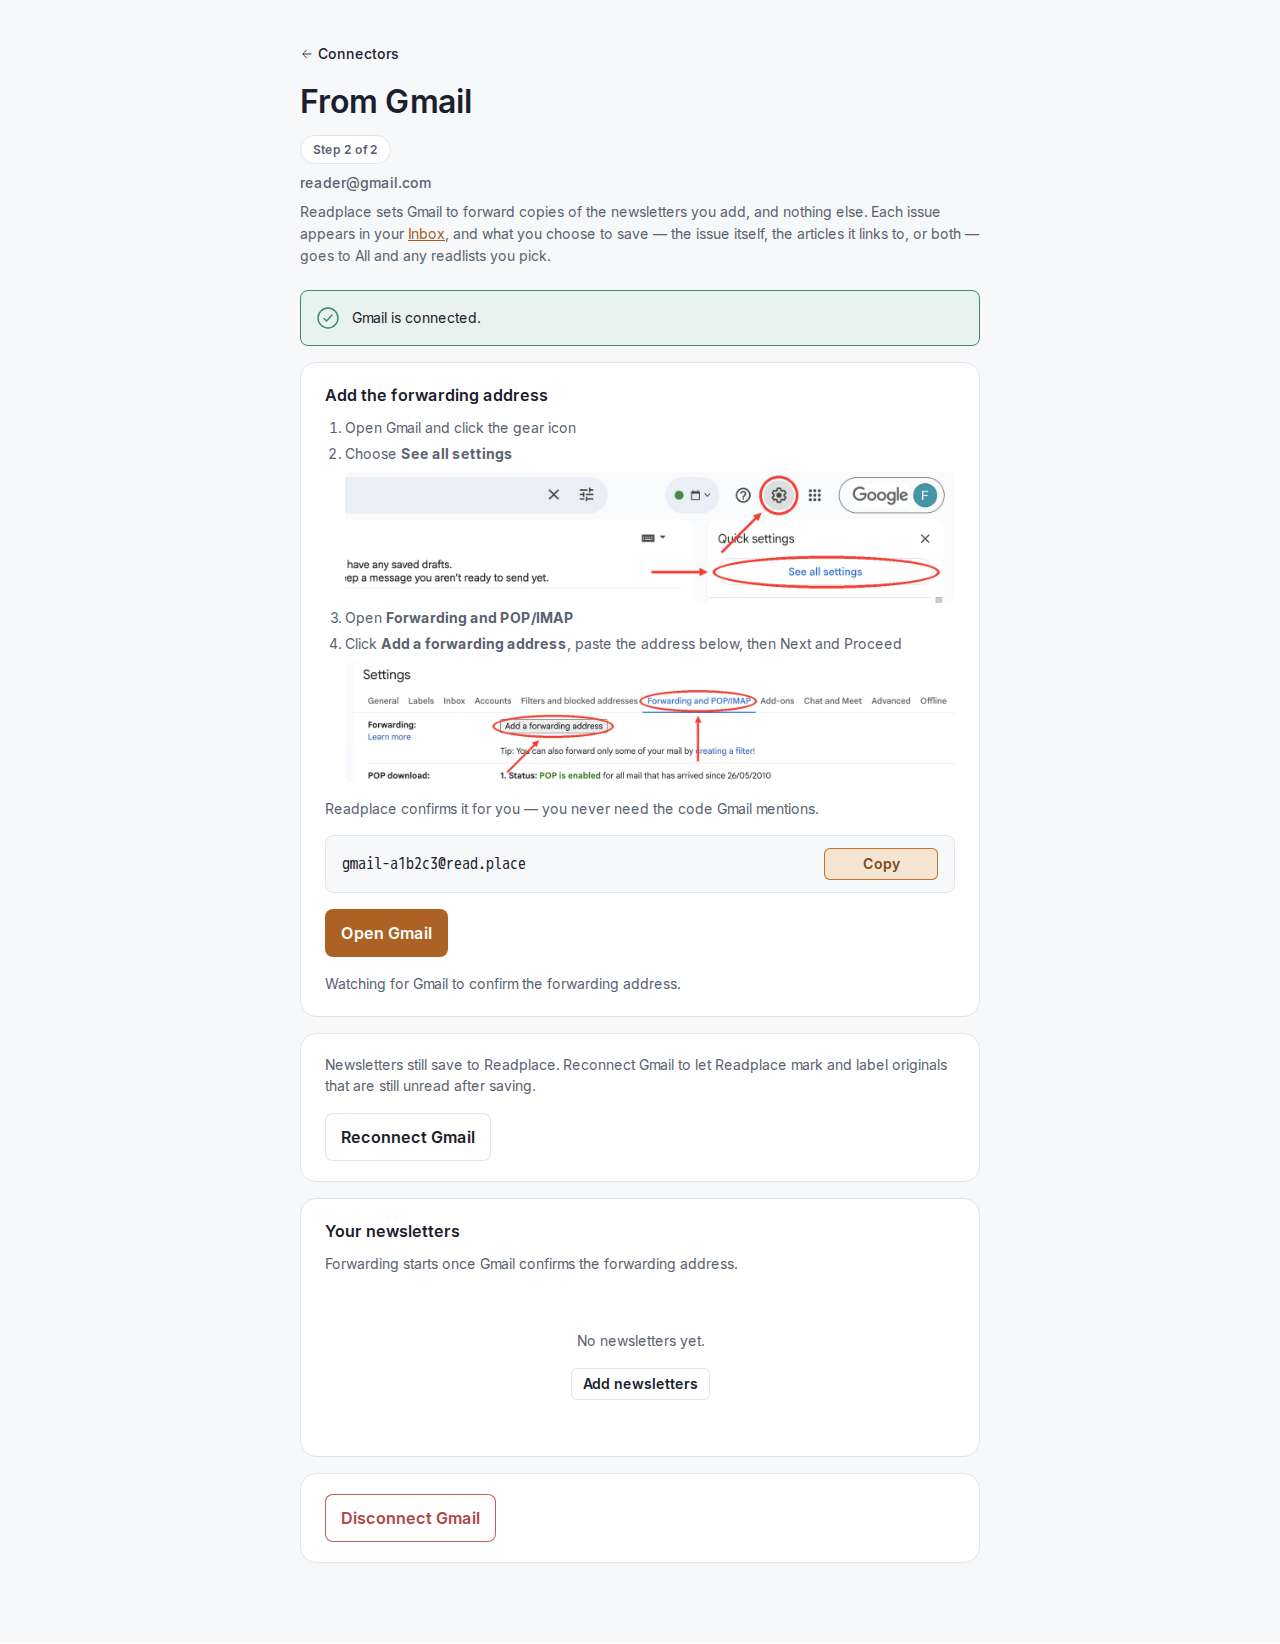 ← Connectors
From Gmail
Step 2 of 2
reader@gmail.com
Readplace sets Gmail to forward copies of the newsletters you add, and nothing else. Each issue
appears in your Inbox, and what you choose to save — the issue itself, the articles it links to, or both —
goes to All and any readlists you pick.
Gmail is connected.
Add the forwarding address
1. Open Gmail and click the gear icon
2. Choose See all settings
Google F
Quick settings
have any saved drafts.
See all settings
eep a message you aren't ready to send yet.
3. Open Forwarding and POP/IMAP
4. Click Add a forwarding address, paste the address below, then Next and Proceed
Settings
General Labels Inbox Accounts Filters and blocked addresses Forwarding and POP/IMAP Add-ons Chat and Meet Advanced Offline
Forwarding: Add a forwarding address
Learn more
Tip: You can also forward only some of your mail by creating a filter!
POP download: 1. Status: POP is enabled for all mail that has arrived since 26/05/2010
Readplace confirms it for you — you never need the code Gmail mentions.
gmail-a1b2c3@read.place Copy
Open Gmail
Watching for Gmail to confirm the forwarding address.
Newsletters still save to Readplace. Reconnect Gmail to let Readplace mark and label originals
that are still unread after saving.
Reconnect Gmail
Your newsletters
Forwarding starts once Gmail confirms the forwarding address.
No newsletters yet.
Add newsletters
Disconnect Gmail